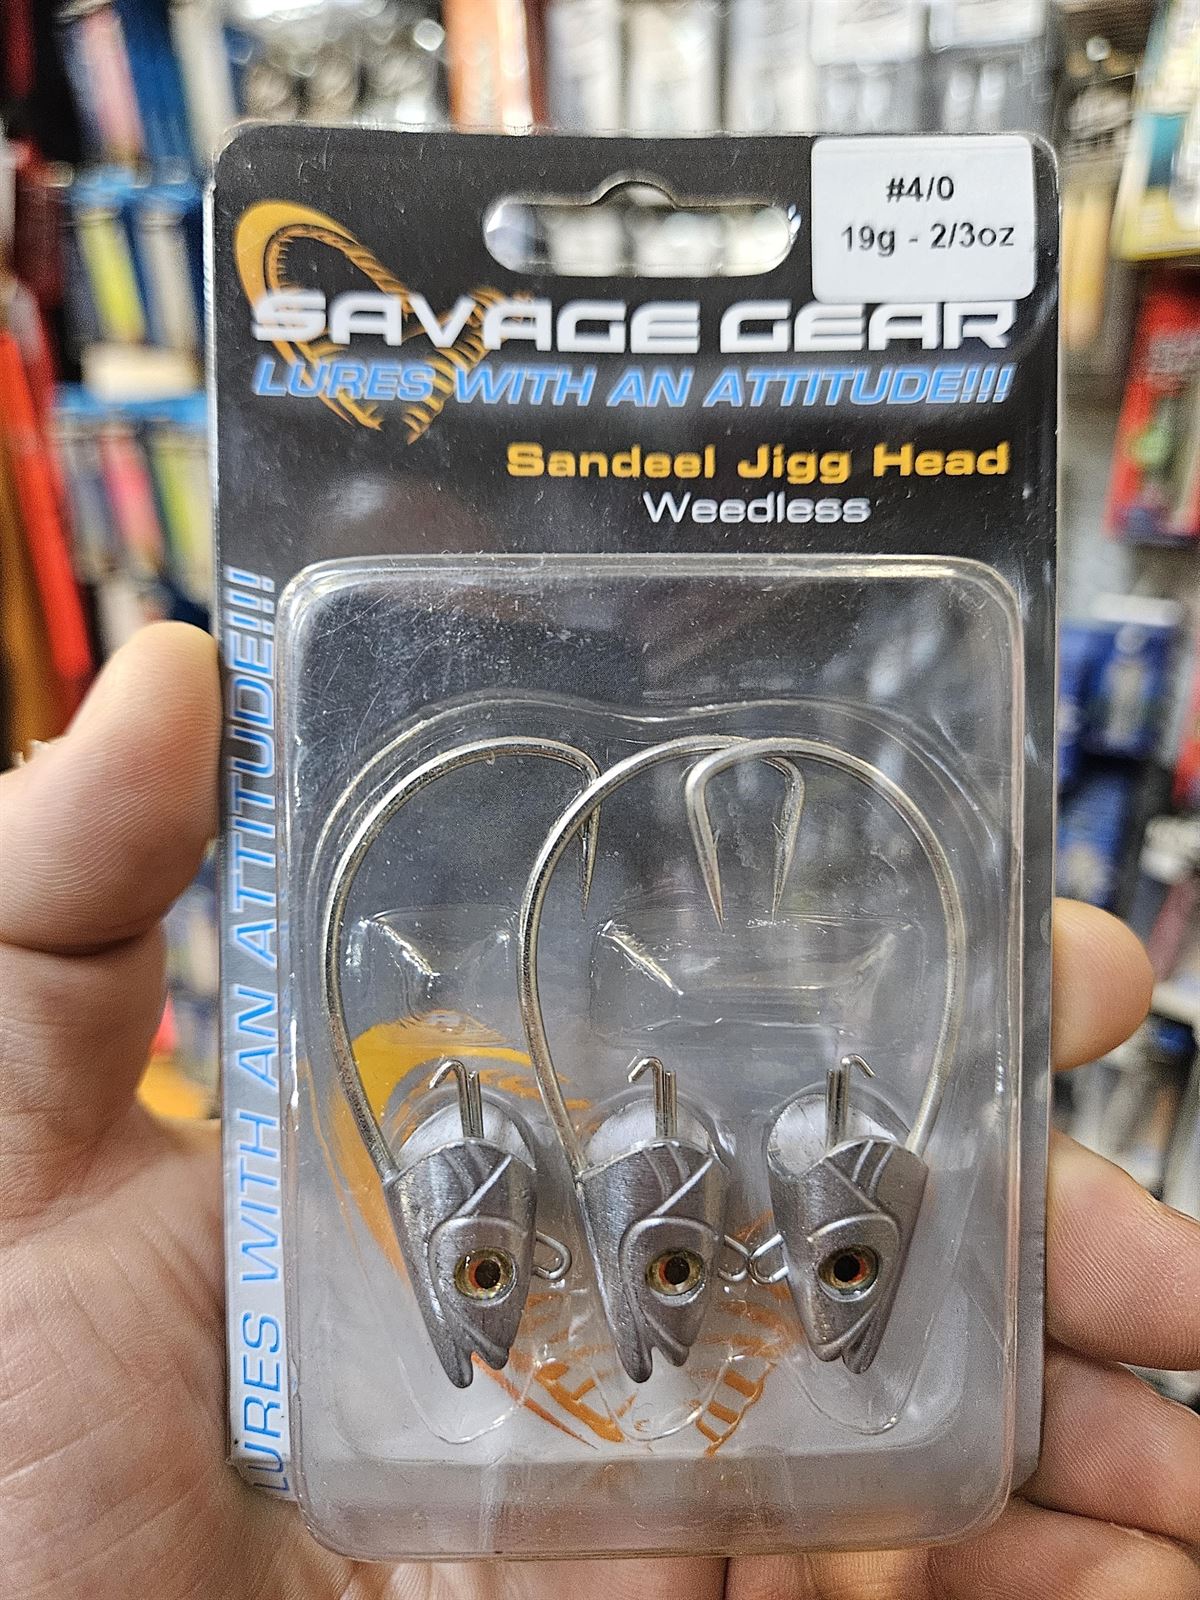 #4/0
19g - 2/3oz
SAVAGE GEAR
LURES WITH AN ATTITUDE!!!
Sandeel Jigg Head
Weedless
LURES WITH AN ATTITUDE!!!